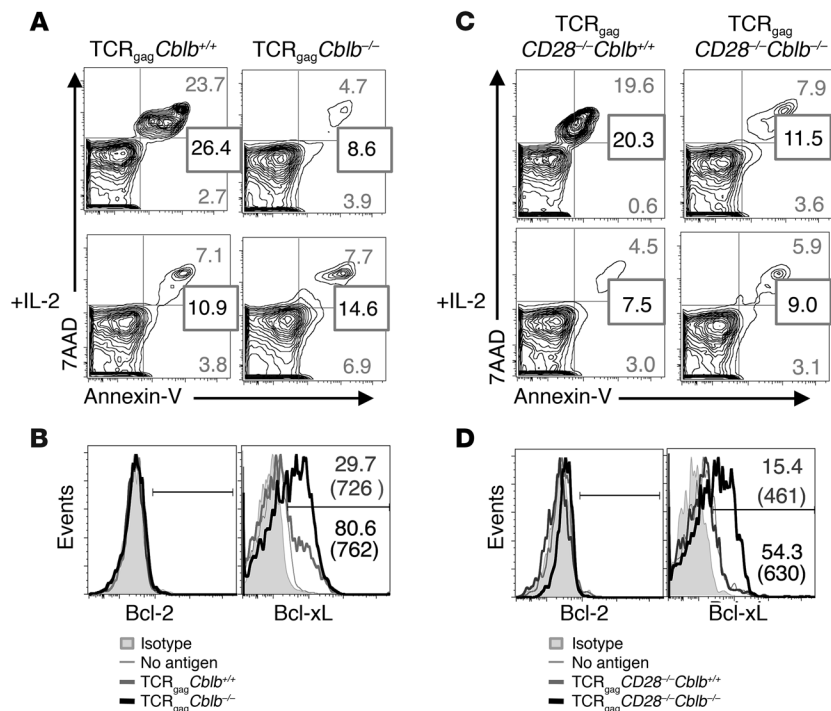 A
TCRgagCblb+/+
TCRgagCblb–/–
23.7
26.4
2.7
4.7
8.6
3.9
+IL-2
7.1
10.9
3.8
7.7
14.6
6.9
7AAD
Annexin-V
C
TCRgag
CD28–/–Cblb+/+
TCRgag
CD28–/–Cblb–/–
19.6
20.3
0.6
7.9
11.5
3.6
+IL-2
4.5
7.5
3.0
5.9
9.0
3.1
7AAD
Annexin-V
B
Events
Bcl-2
29.7
(726 )
80.6
(762)
Bcl-xL
Isotype
No antigen
TCRgagCblb+/+
TCRgagCblb–/–
D
Events
Bcl-2
15.4
(461)
54.3
(630)
Bcl-xL
Isotype
No antigen
TCRgagCD28–/–Cblb+/+
TCRgagCD28–/–Cblb–/–